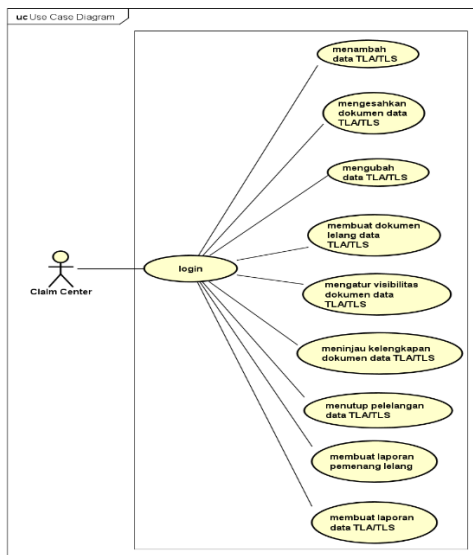 uc Use Case Diagram
menambah
data TLA/TLS
mengesahkan
dokumen data
TLA/TLS
mengubah
data TLA/TLS
membuat dokumen
lelang data
TLA/TLS
login
Claim Center
mengatur visibilitas
dokumen data
TLA/TLS
meninjau kelengkapan
dokumen data TLA/TLS
menutup pelelangan
data TLA/TLS
membuat laporan
pemenang lelang
membuat laporan
data TLA/TLS